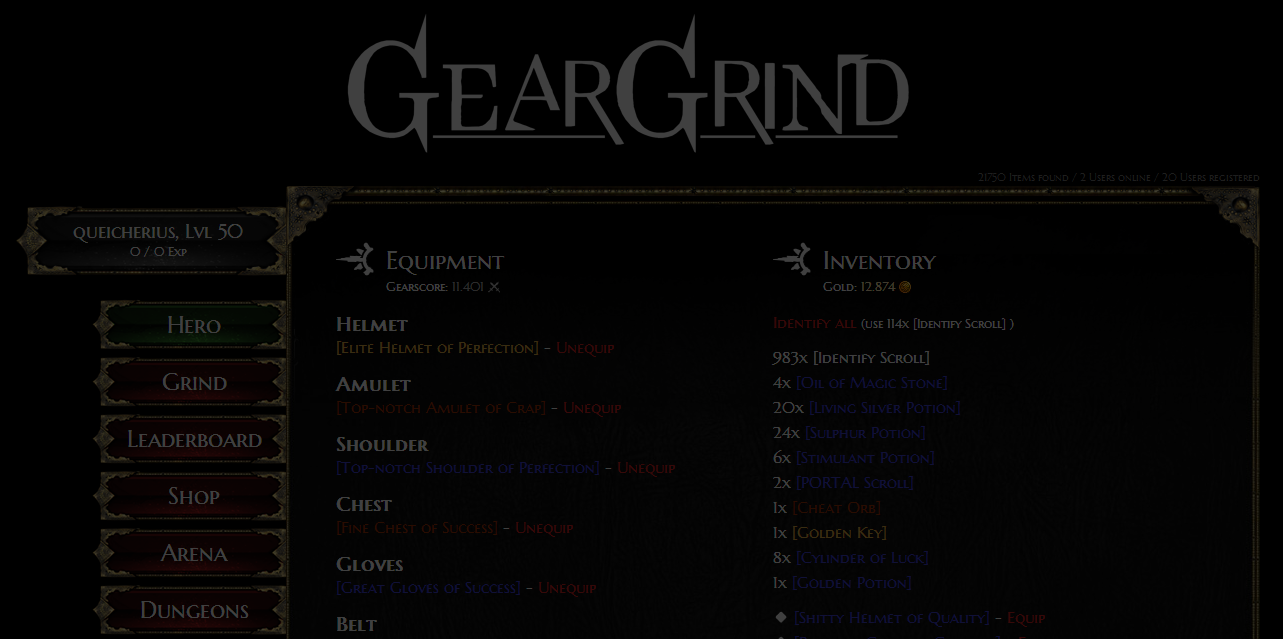 GearGrind
21750 Items found / 2 Users online / 20 Users registered
queicherius, Lvl 50
0 / 0 Exp
Hero
Grind
Leaderboard
Shop
Arena
Dungeons
Equipment
Gearscore: 11.401
Helmet
[Elite Helmet of Perfection] - Unequip
Amulet
[Top-notch Amulet of Crap] - Unequip
Shoulder
[Top-notch Shoulder of Perfection] - Unequip
Chest
[Fine Chest of Success] - Unequip
Gloves
[Great Gloves of Success] - Unequip
Belt
Inventory
Gold: 12.874
Identify all (use 114x [Identify Scroll] )
983x [Identify Scroll]
4x [Oil of Magic Stone]
20x [Living Silver Potion]
24x [Sulphur Potion]
6x [Stimulant Potion]
2x [PORTAL Scroll]
1x [Cheat Orb]
1x [Golden Key]
8x [Cylinder of Luck]
1x [Golden Potion]
◆ [Shitty Helmet of Quality] - Equip